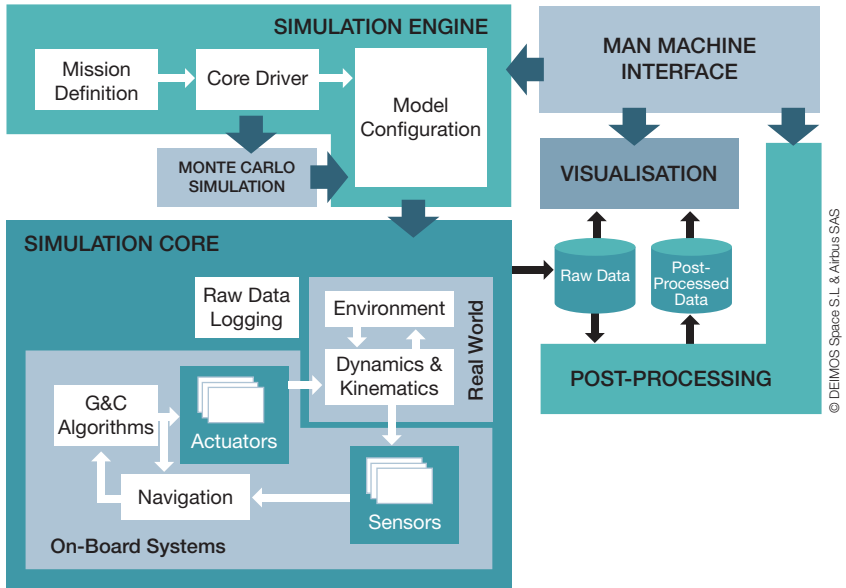 SIMULATION ENGINE
Mission
Definition
Core Driver
Model
Configuration
MONTE CARLO
SIMULATION
MAN MACHINE
INTERFACE
VISUALISATION
Raw Data
Post-
Processed
Data
POST-PROCESSING
SIMULATION CORE
Raw Data
Logging
Environment
Dynamics &
Kinematics
Real World
G&C
Algorithms
Actuators
Navigation
Sensors
On-Board Systems
© DEIMOS Space S.L & Airbus SAS